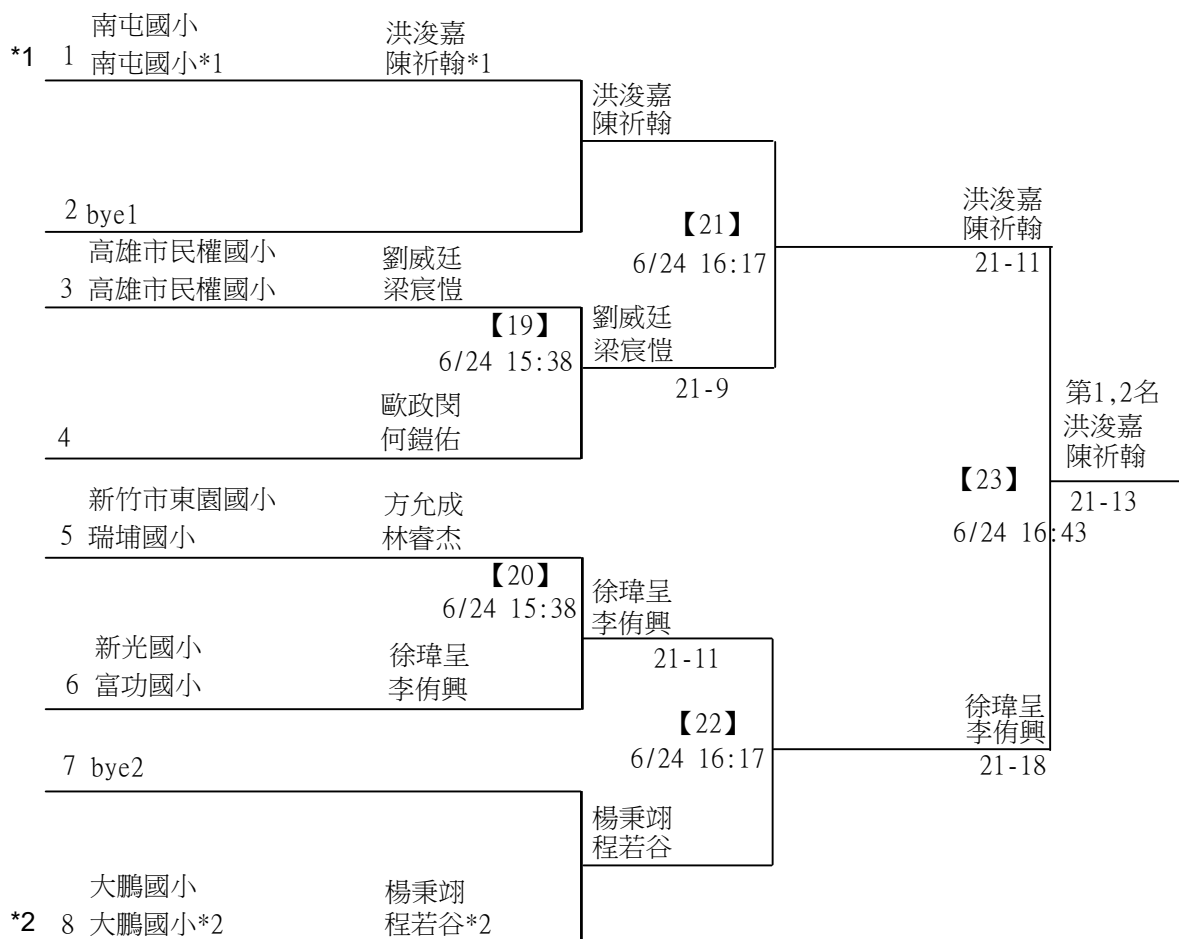 南屯國小 洪浚嘉
*1 1 南屯國小*1 陳祈翰*1
洪浚嘉
陳祈翰
2 bye1
洪浚嘉
陳祈翰
【21】
6/24 16:17
21-11
高雄市民權國小 劉威廷
3 高雄市民權國小 梁宸愷
【19】
6/24 15:38
劉威廷
梁宸愷
21-9
歐政閔
4 何鎧佑
第1,2名
洪浚嘉
陳祈翰
【23】
21-13
6/24 16:43
新竹市東園國小 方允成
5 瑞埔國小 林睿杰
【20】
6/24 15:38
徐瑋呈
李侑興
21-11
新光國小 徐瑋呈
6 富功國小 李侑興
【22】
6/24 16:17
徐瑋呈
李侑興
21-18
7 bye2
楊秉翊
程若谷
大鵬國小 楊秉翊
*2 8 大鵬國小*2 程若谷*2